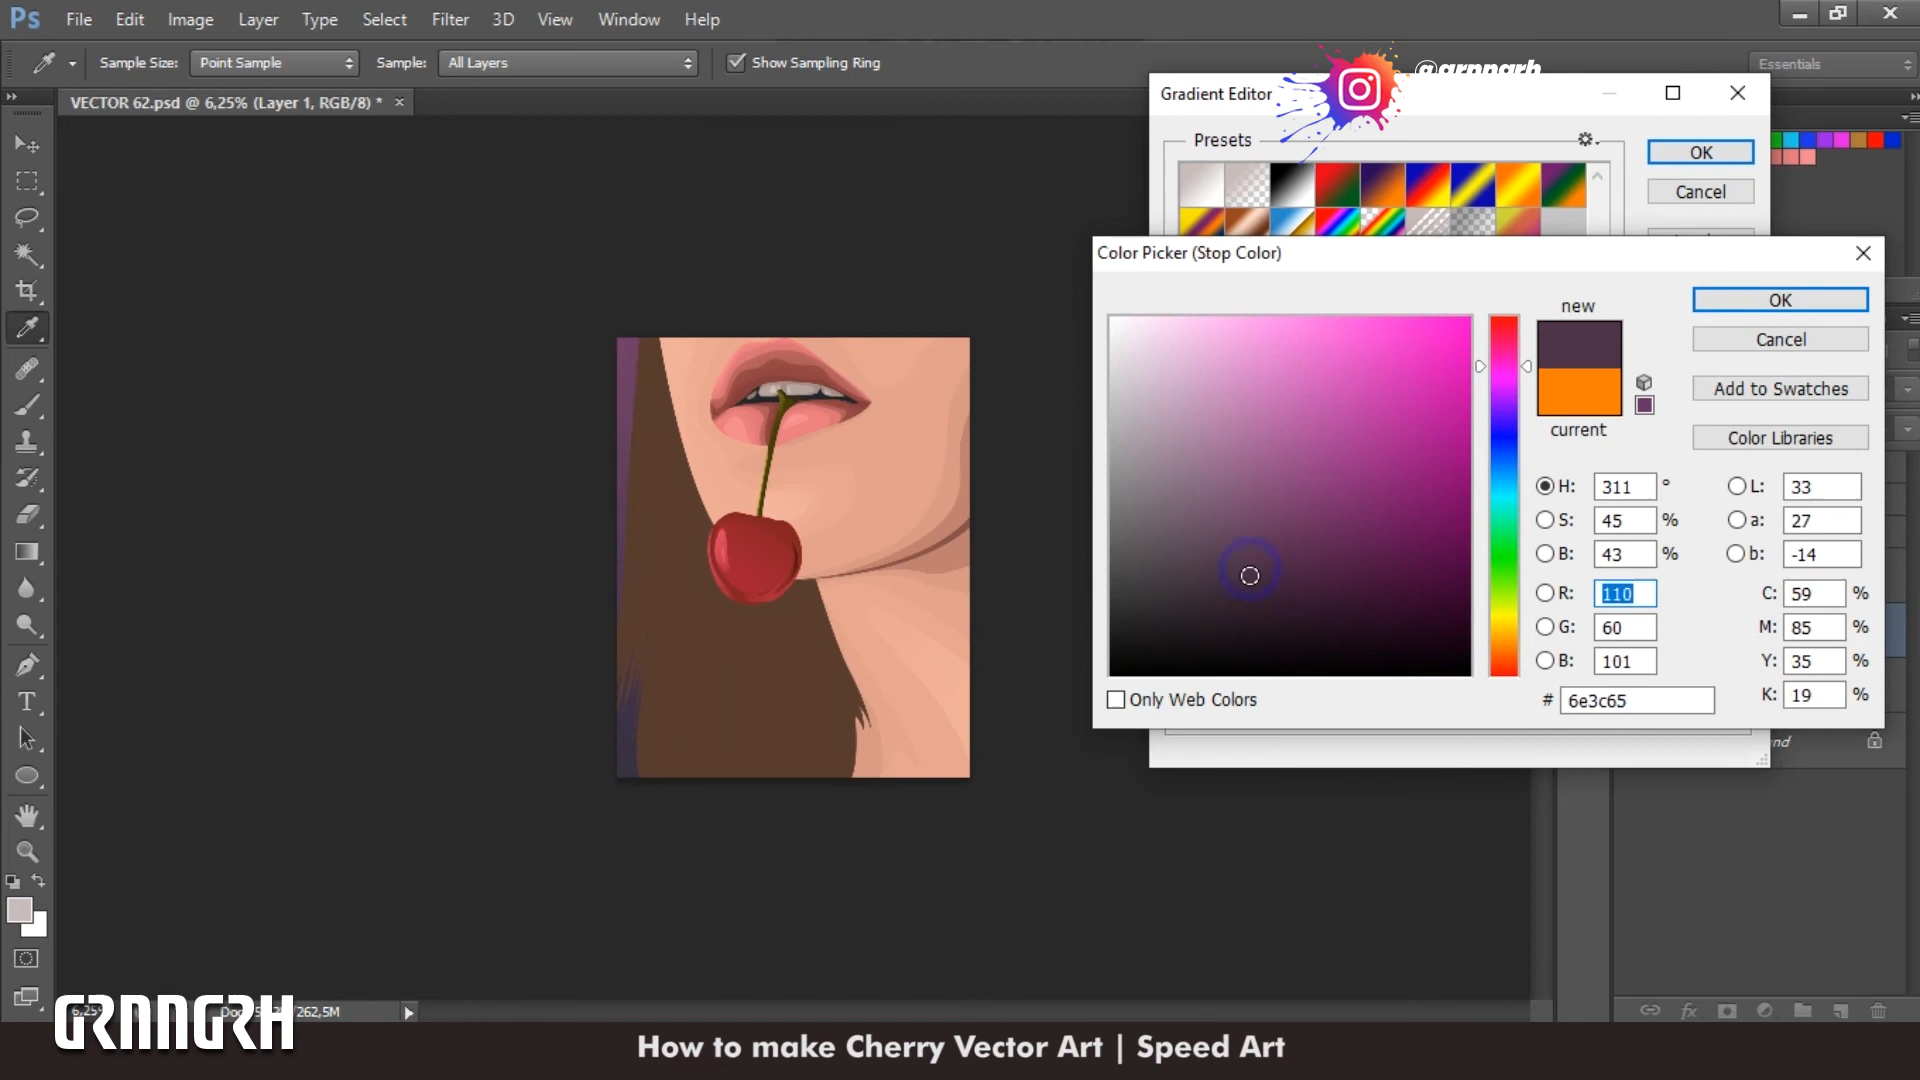 Ps File Edit Image Layer Type Select Filter 3D View Window Help
Sample Size: Point Sample Sample: All Layers Show Sampling Ring
Essentials
@grnngrh
VECTOR 62.psd @ 6,25% (Layer 1, RGB/8) * ×
Gradient Editor
Presets
OK
Cancel
Color Picker (Stop Color)
new
current
OK
Cancel
Add to Swatches
Color Libraries
H: 311 °
S: 45 %
B: 43 %
R: 110
G: 60
B: 101
# 6e3c65
L: 33
a: 27
b: -14
C: 59 %
M: 85 %
Y: 35 %
K: 19 %
Only Web Colors
T
fx
6,25%
/262,5M
GRNNGRH
How to make Cherry Vector Art | Speed Art